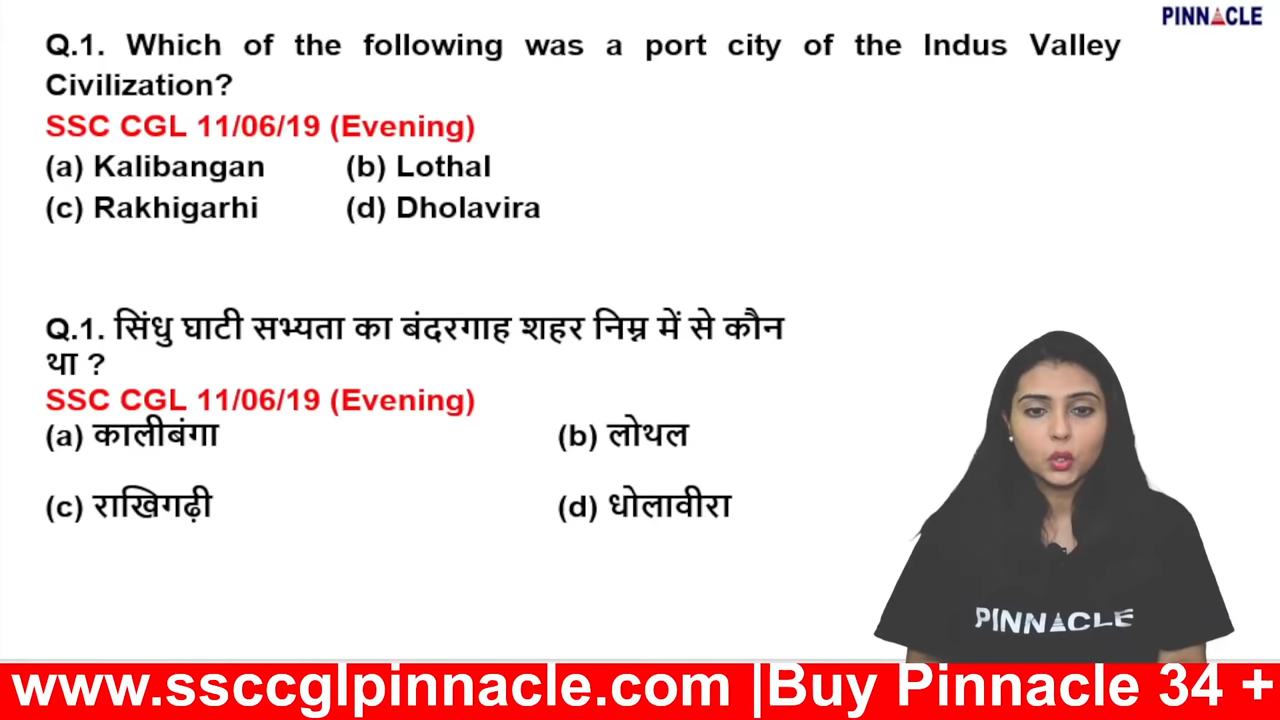 PINNACLE
Q.1. Which of the following was a port city of the Indus Valley
Civilization?
SSC CGL 11/06/19 (Evening)
(a) Kalibangan (b) Lothal
(c) Rakhigarhi (d) Dholavira
Q.1. सिंधु घाटी सभ्यता का बंदरगाह शहर निम्न में से कौन
था ?
SSC CGL 11/06/19 (Evening)
(a) कालीबंगा (b) लोथल
(c) राखिगढ़ी (d) धोलावीरा
PINNACLE
www.ssccglpinnacle.com |Buy Pinnacle 34 +